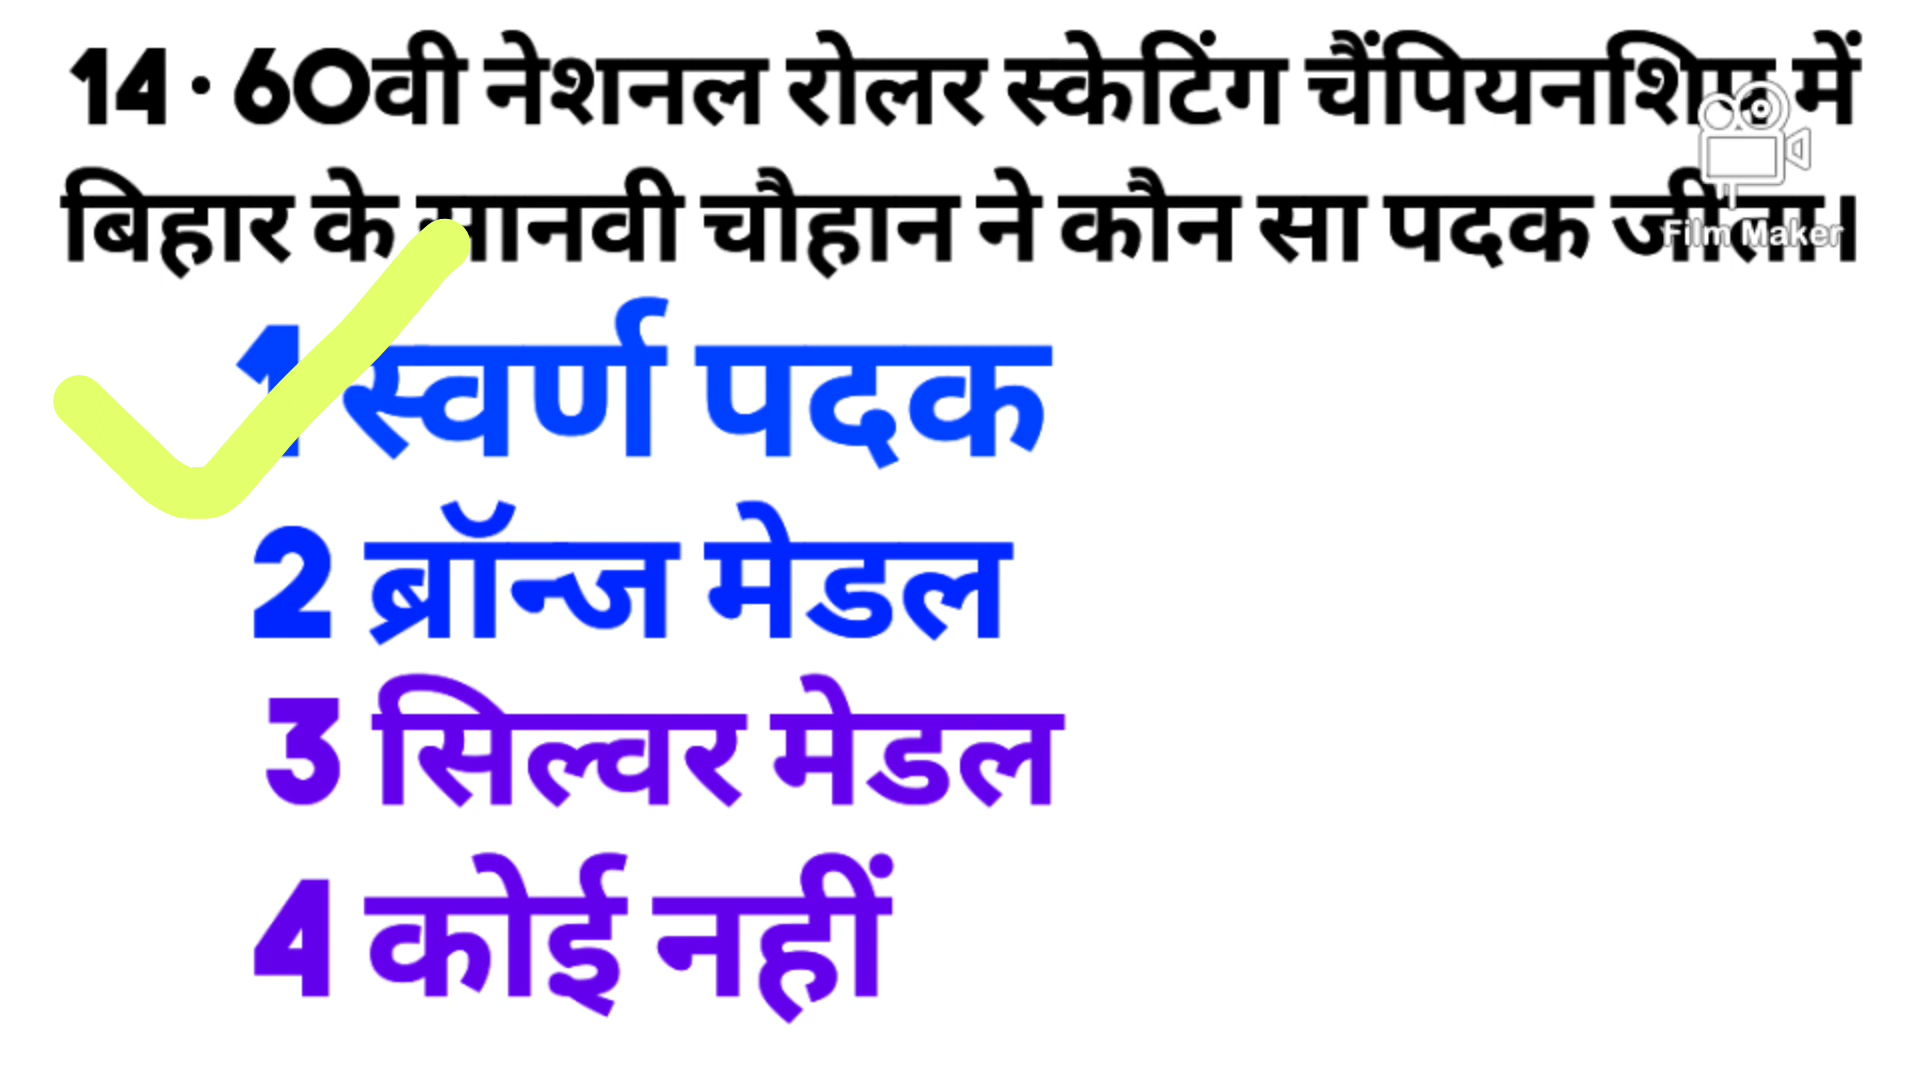 14 · 60वी नेशनल रोलर स्केटिंग चैंपियनशिप में
बिहार के मानवी चौहान ने कौन सा पदक जीता।
Film Maker
1 स्वर्ण पदक
2 ब्रॉन्ज मेडल
3 सिल्वर मेडल
4 कोई नहीं